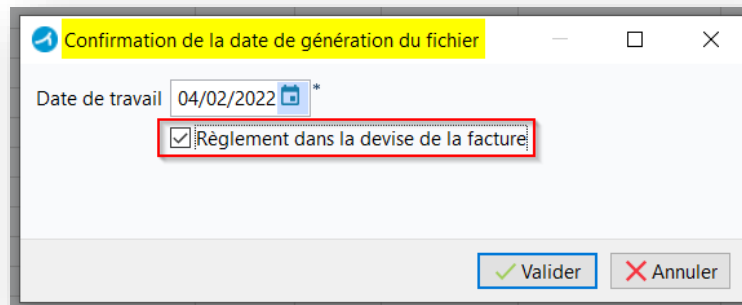 Confirmation de la date de génération du fichier
Date de travail 04/02/2022 *
Règlement dans la devise de la facture
Valider Annuler